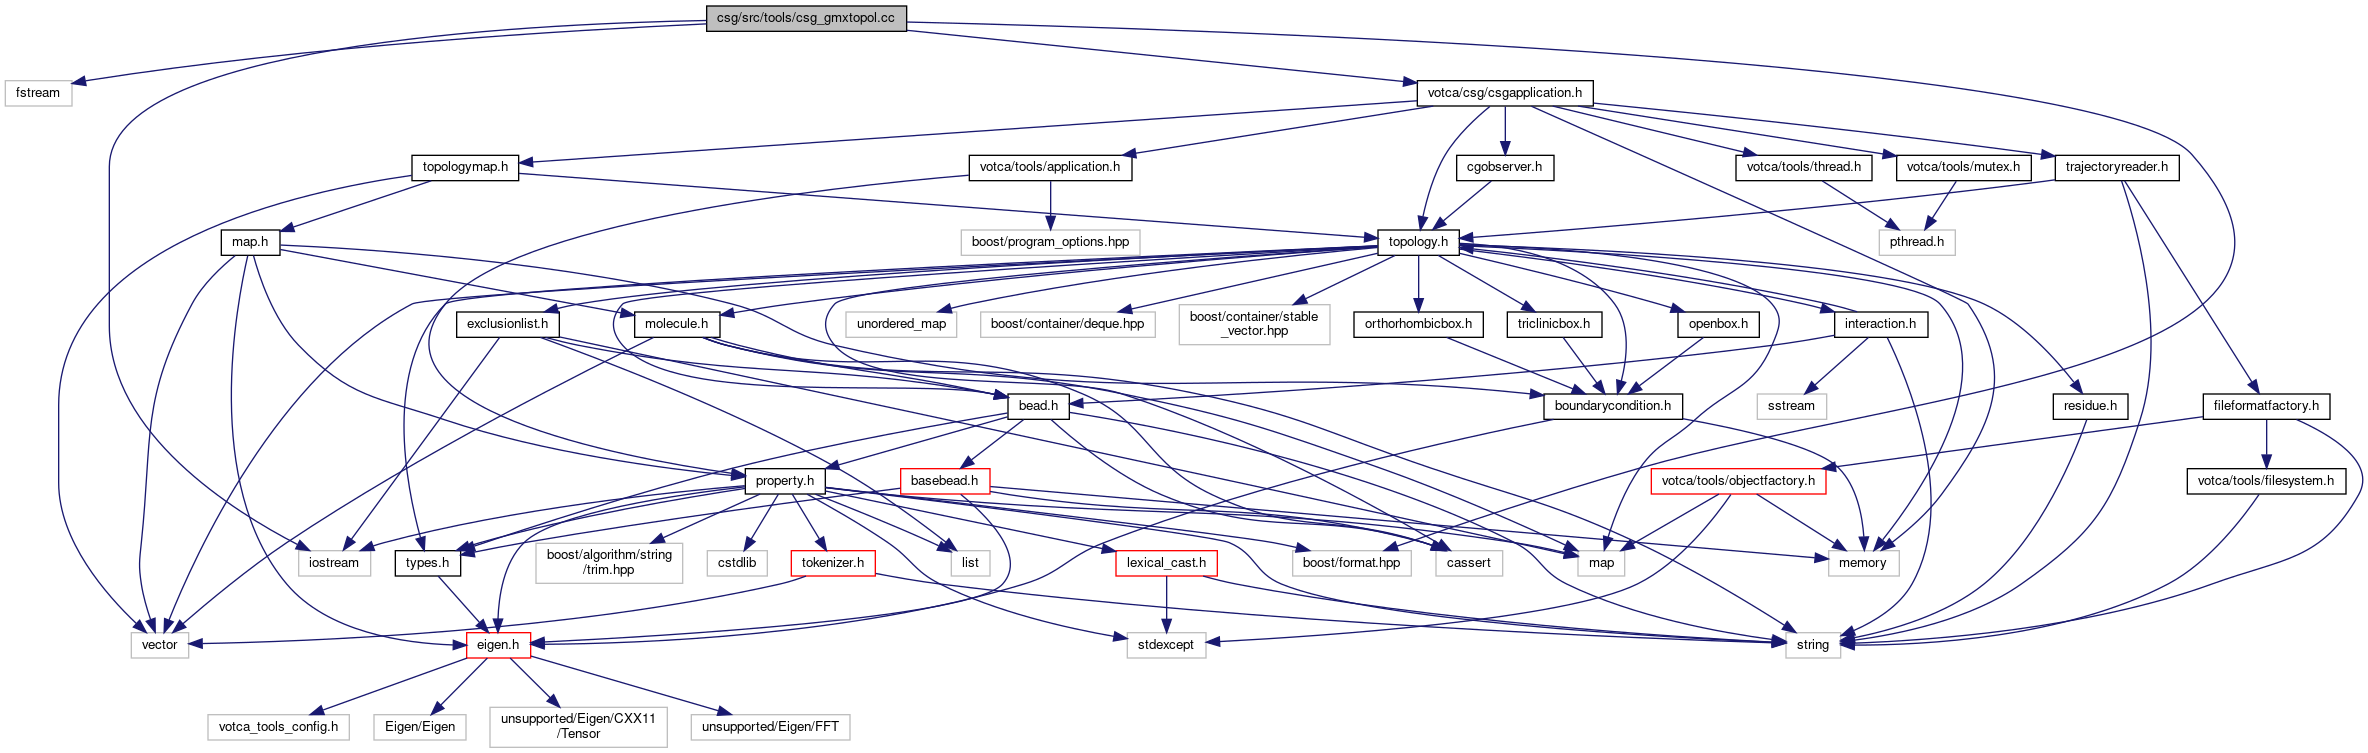 csg/src/tools/csg_gmxtopol.cc
fstream
votca/csg/csgapplication.h
topologymap.h
votca/tools/application.h
cgobserver.h
votca/tools/thread.h
votca/tools/mutex.h
trajectoryreader.h
map.h
boost/program_options.hpp
topology.h
pthread.h
exclusionlist.h
molecule.h
unordered_map
boost/container/deque.hpp
boost/container/stable
_vector.hpp
orthorhombicbox.h
triclinicbox.h
openbox.h
interaction.h
bead.h
boundarycondition.h
sstream
residue.h
fileformatfactory.h
property.h
basebead.h
votca/tools/objectfactory.h
votca/tools/filesystem.h
iostream
types.h
boost/algorithm/string
/trim.hpp
cstdlib
tokenizer.h
list
lexical_cast.h
boost/format.hpp
cassert
map
memory
vector
eigen.h
stdexcept
string
votca_tools_config.h
Eigen/Eigen
unsupported/Eigen/CXX11
/Tensor
unsupported/Eigen/FFT